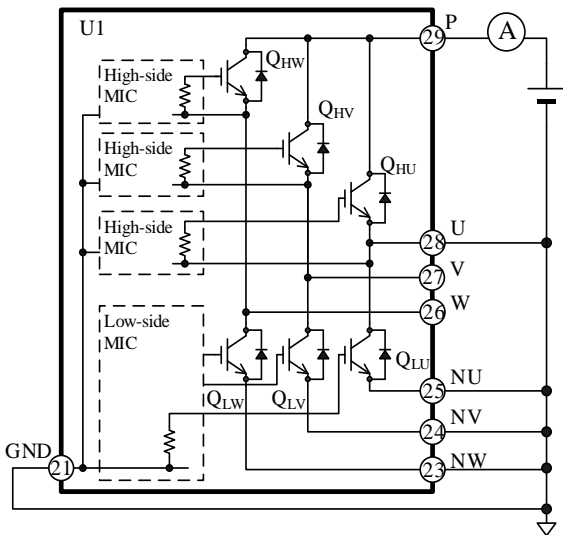 U1
P
29
A
High-side
MIC
QHW
High-side
MIC
QHV
High-side
MIC
QHU
28
U
27
V
26
W
Low-side
MIC
QLW
QLV
QLU
25
NU
24
NV
GND
21
23
NW